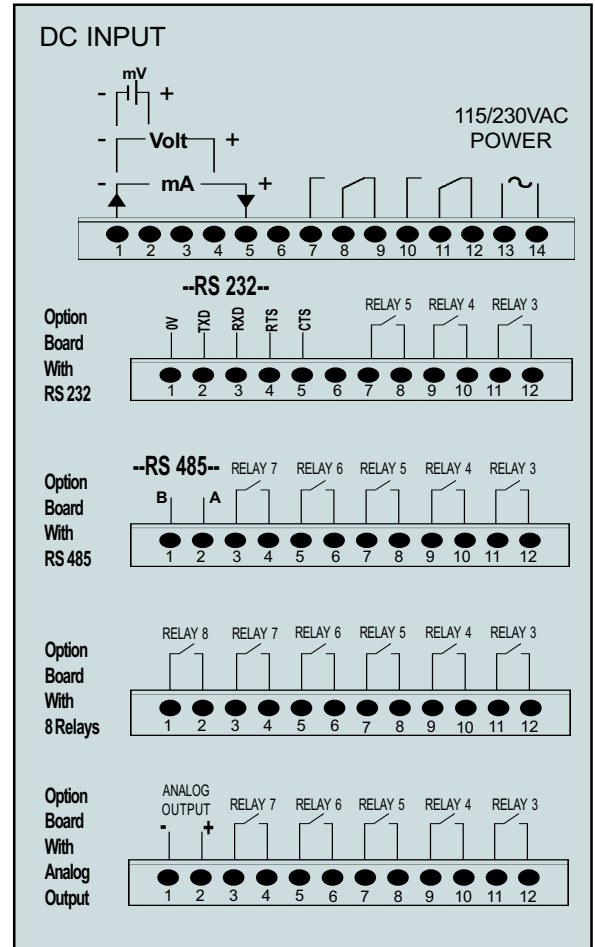 DC INPUT
mV
- +
- Volt +
- mA +
115/230VAC
POWER
1 2 3 4 5 6 7 8 9 10 11 12 13 14
--RS 232--
Option
Board
With
RS 232
0V TXD RXD RTS CTS
RELAY 5 RELAY 4 RELAY 3
1 2 3 4 5 6 7 8 9 10 11 12
--RS 485--
Option
Board
With
RS 485
B A
RELAY 7 RELAY 6 RELAY 5 RELAY 4 RELAY 3
1 2 3 4 5 6 7 8 9 10 11 12
Option
Board
With
8 Relays
RELAY 8 RELAY 7 RELAY 6 RELAY 5 RELAY 4 RELAY 3
1 2 3 4 5 6 7 8 9 10 11 12
Option
Board
With
Analog
Output
ANALOG
OUTPUT
- +
RELAY 7 RELAY 6 RELAY 5 RELAY 4 RELAY 3
1 2 3 4 5 6 7 8 9 10 11 12